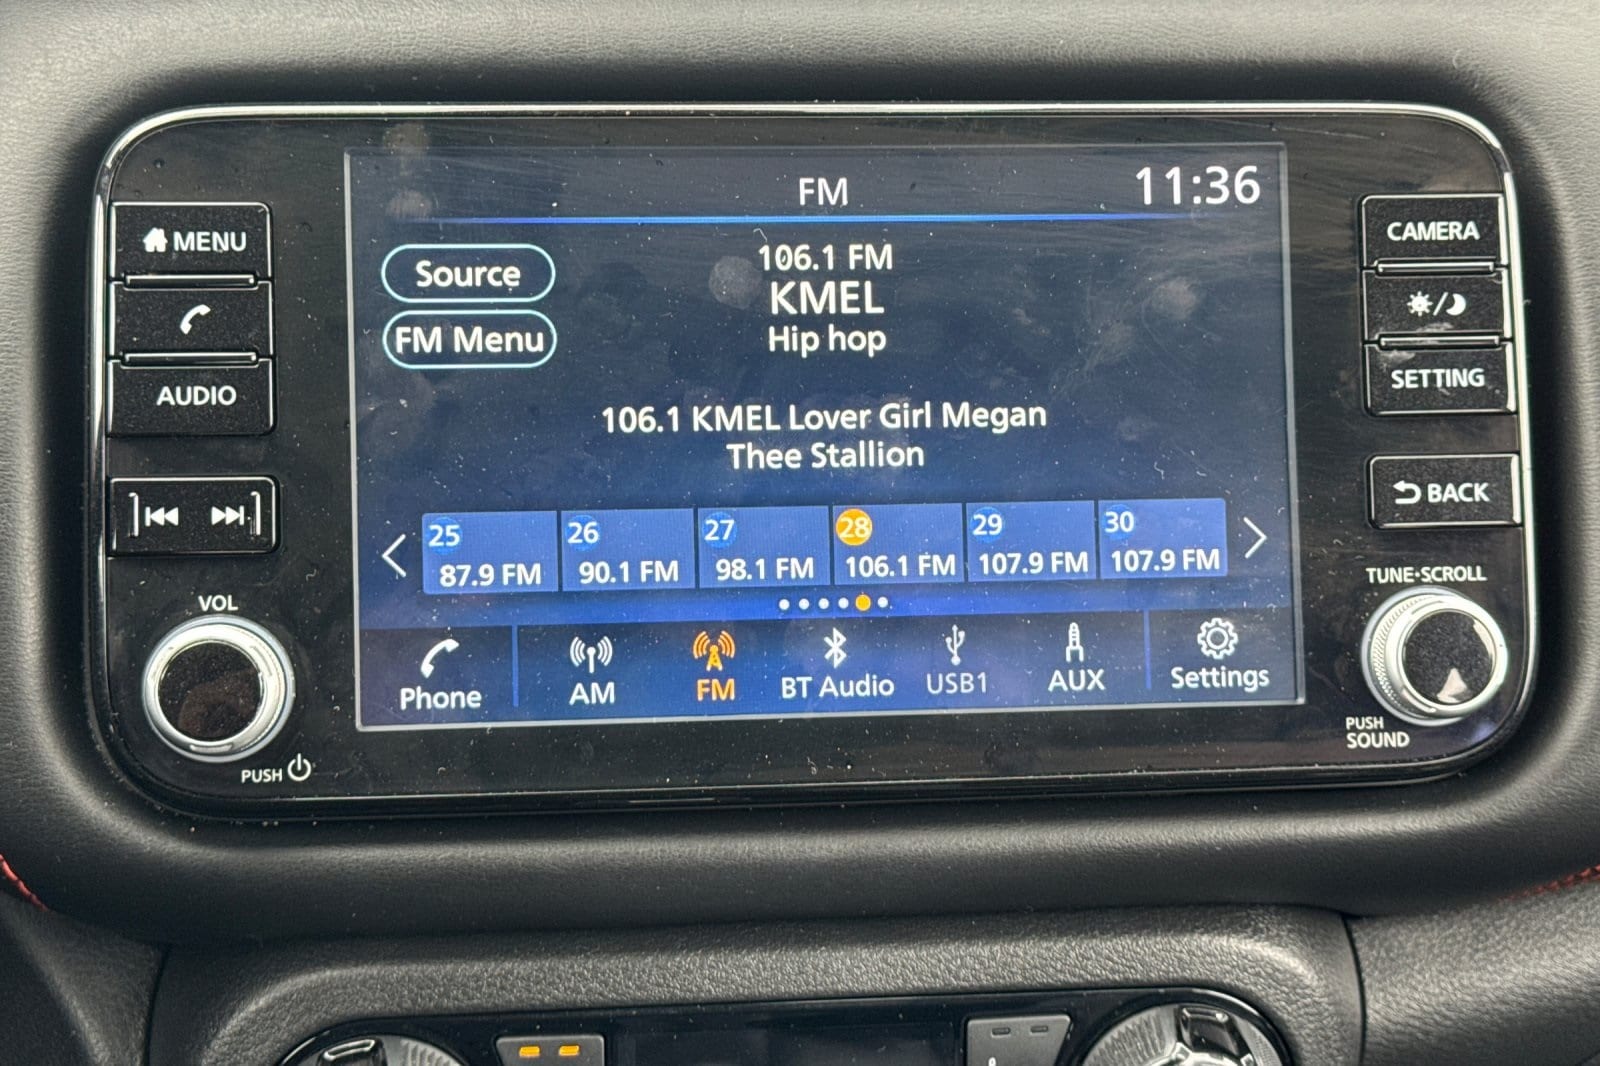 FM
11:36
MENU
AUDIO
VOL
PUSH
Source
FM Menu
106.1 FM
KMEL
Hip hop
106.1 KMEL Lover Girl Megan
Thee Stallion
25
87.9 FM
26
90.1 FM
27
98.1 FM
28
106.1 FM
29
107.9 FM
30
107.9 FM
Phone
AM
FM
BT Audio
USB1
AUX
Settings
CAMERA
SETTING
BACK
TUNE•SCROLL
PUSH
SOUND